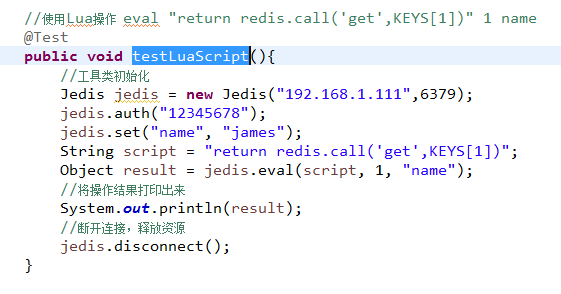 //使用Lua操作 eval "return redis.call('get',KEYS[1])" 1 name
@Test
public void testLuaScript(){
//工具类初始化
Jedis jedis = new Jedis("192.168.1.111",6379);
jedis.auth("12345678");
jedis.set("name", "james");
String script = "return redis.call('get',KEYS[1])";
Object result = jedis.eval(script, 1, "name");
//将操作结果打印出来
System.out.println(result);
//断开连接，释放资源
jedis.disconnect();
}